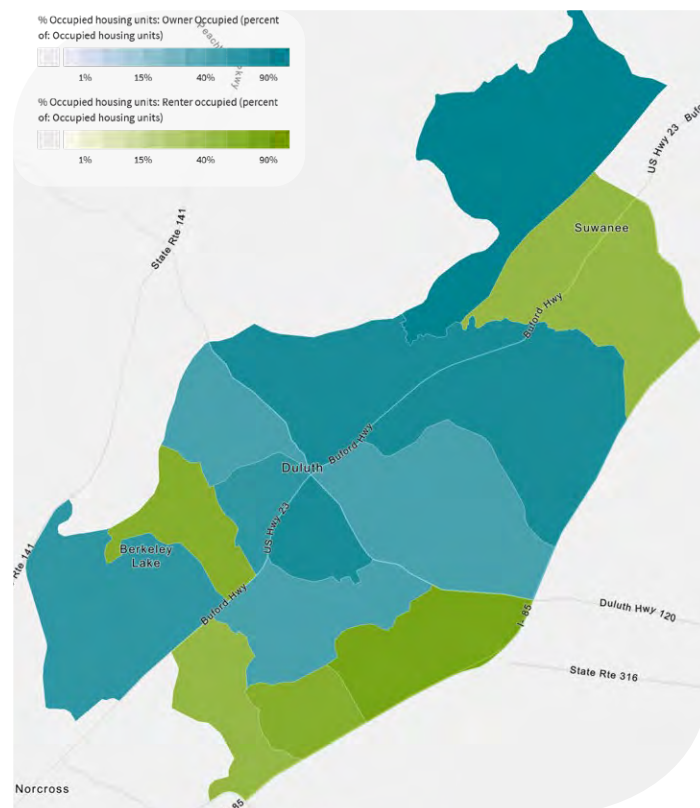 % Occupied housing units: Owner Occupied (percent
of: Occupied housing units)
1% 15% 40% 90%
% Occupied housing units: Renter occupied (percent
of: Occupied housing units)
1% 15% 40% 90%
US Hwy 23
State Rte 141
Suwanee
Buford Hwy
Buford Hwy
Duluth
US Hwy 23
Berkeley
Lake
Buford Hwy
I- 85
Duluth Hwy 120
State Rte 316
Norcross
85